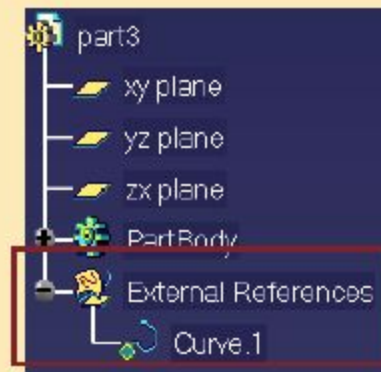 part3
xy plane
yz plane
zx plane
PartBody
External References
Curve.1